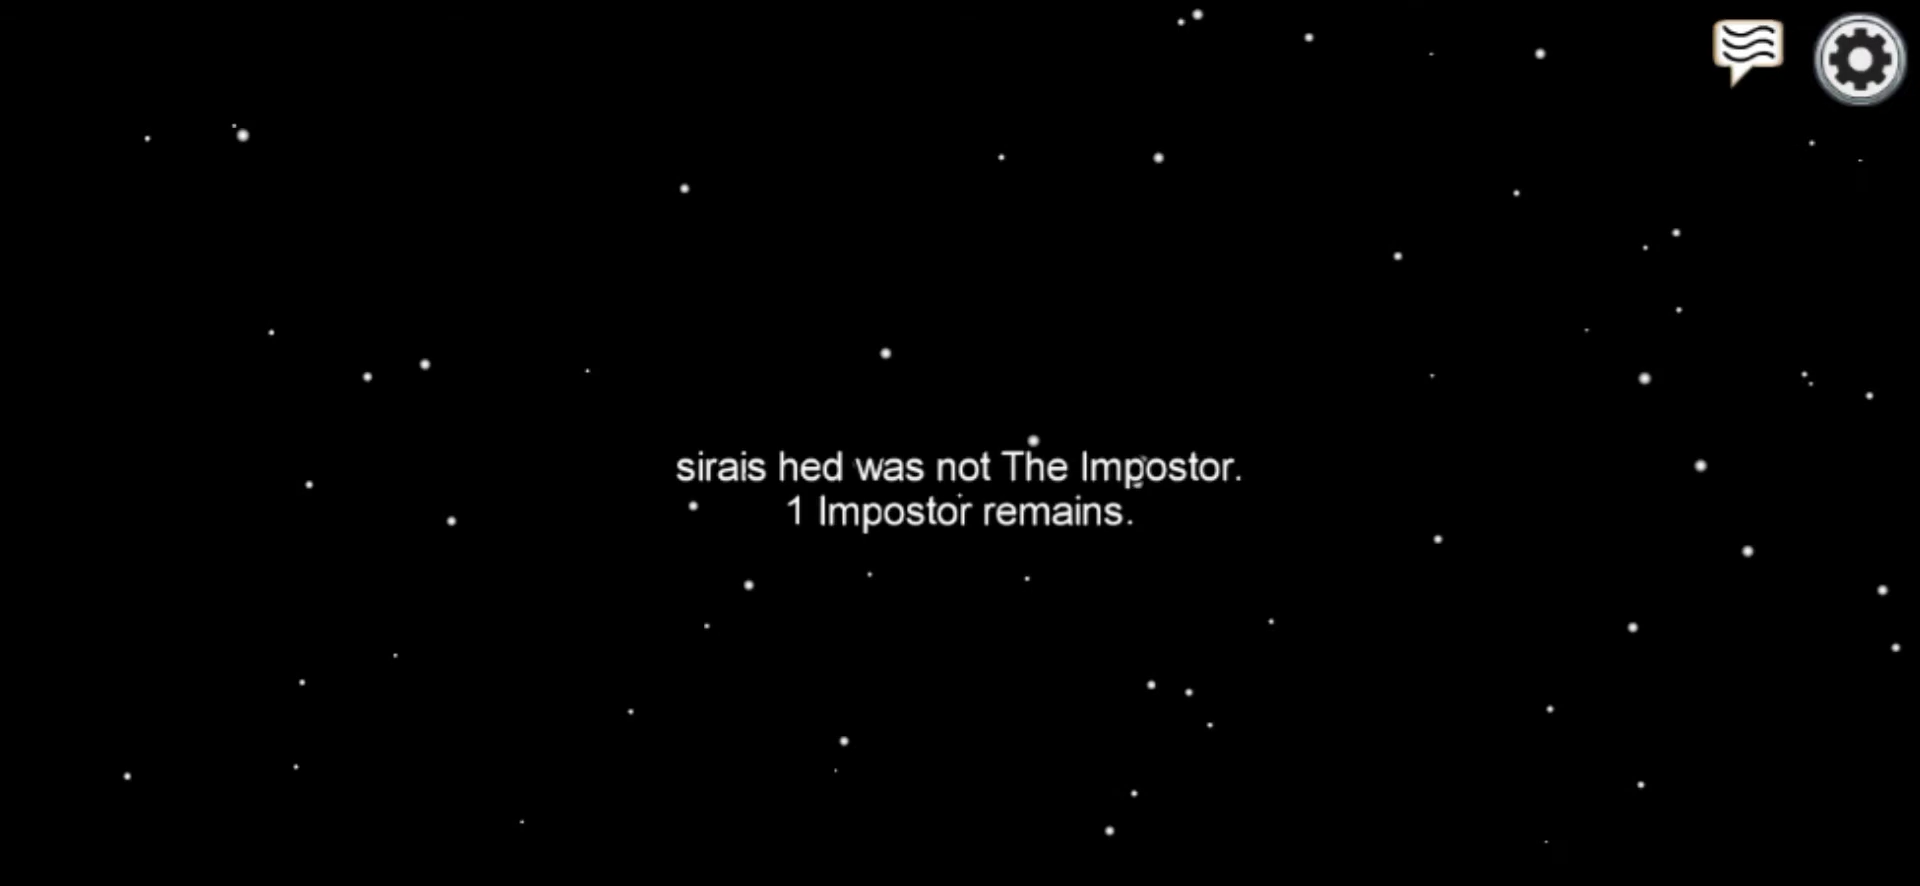 sirais hed was not The Impostor.
1 Impostor remains.